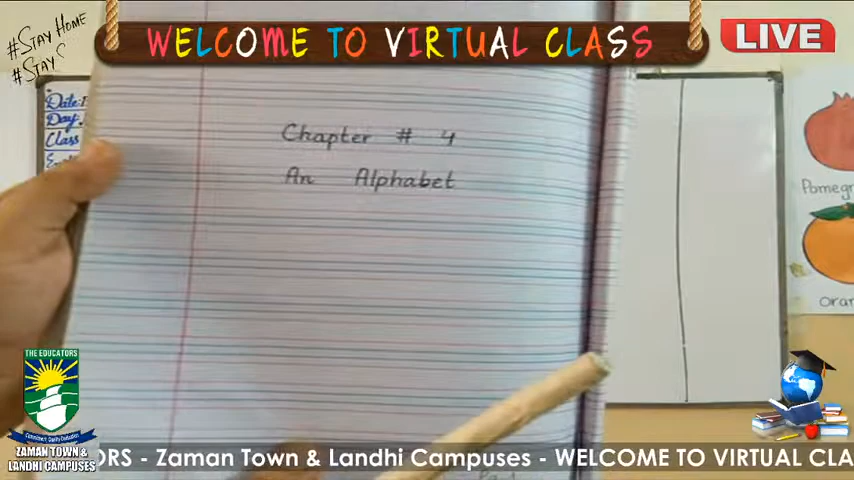 #STAY HOME
#STAY S
WELCOME TO VIRTUAL CLASS
LIVE
Date:
Day:
Class
Chapter # 4
An Alphabet
Pomegr
Oran
THE EDUCATORS
ZAMAN TOWN &
LANDHI CAMPUSES
ORS - Zaman Town & Landhi Campuses - WELCOME TO VIRTUAL CLA